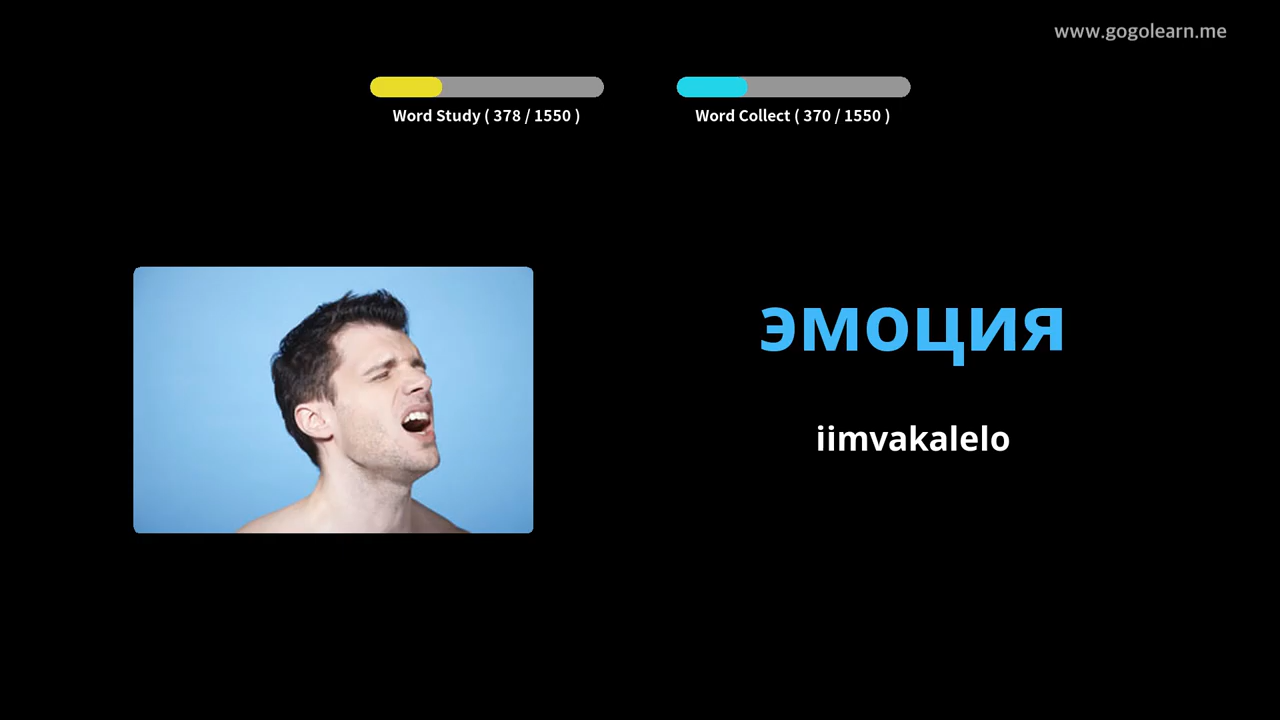 www.gogolearn.me
Word Study ( 378 / 1550 )
Word Collect ( 370 / 1550 )
эмоция
iimvakalelo